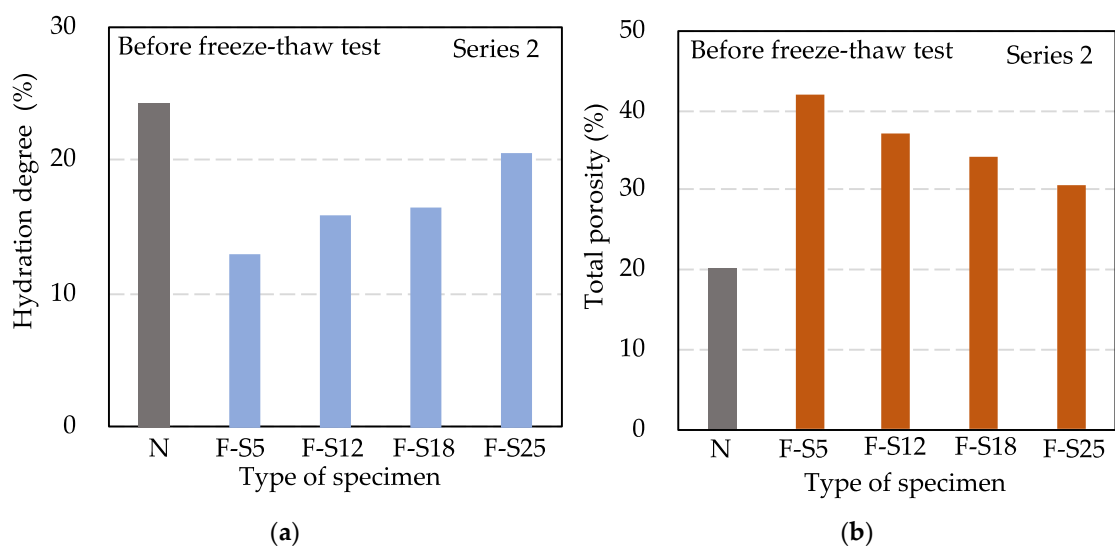 Before freeze-thaw test Series 2
Hydration degree (%)
30
20
10
0
N F-S5 F-S12 F-S18 F-S25
Type of specimen
(a)
Before freeze-thaw test Series 2
Total porosity (%)
50
40
30
20
10
0
N F-S5 F-S12 F-S18 F-S25
Type of specimen
(b)